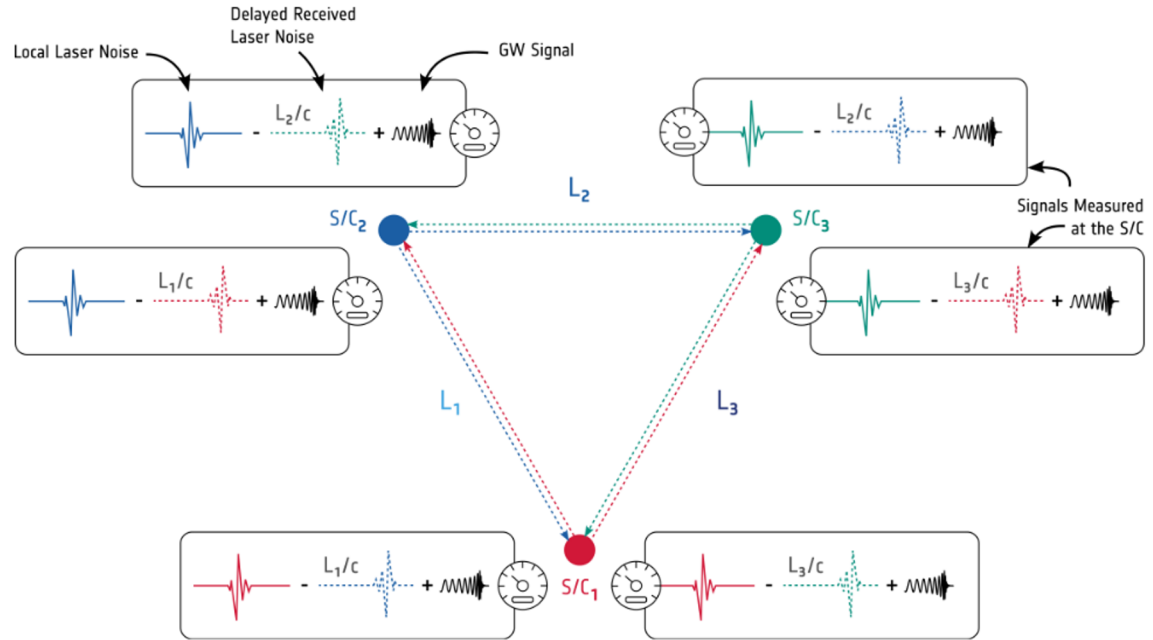 Delayed Received
Laser Noise
Local Laser Noise
GW Signal
L₂/c
- +
L₂/c
- +
L₂
Signals Measured
at the S/C
S/C₂
S/C₃
L₁/c
- +
L₃/c
- +
L₁
L₃
L₁/c
- +
S/C₁
L₃/c
- +